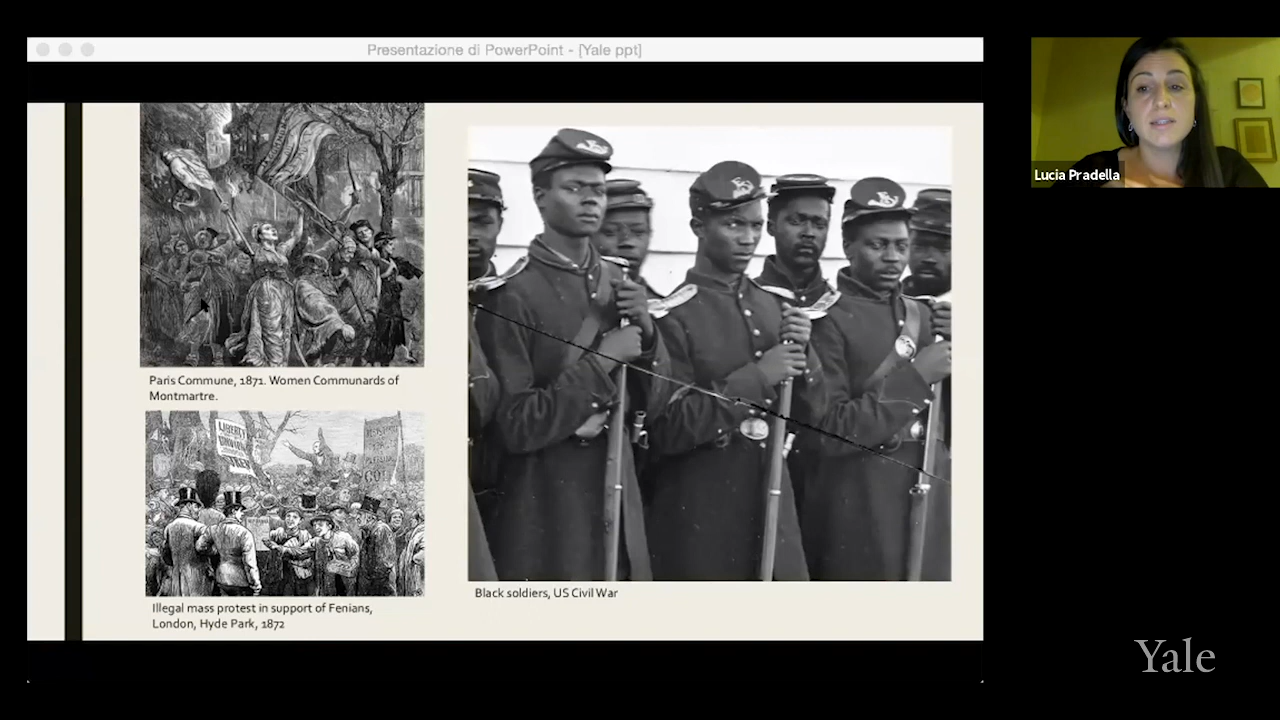 Presentazione di PowerPoint - [Yale ppt]
Lucia Pradella
LIBERTY
Paris Commune, 1871. Women Communards of
Montmartre.
Illegal mass protest in support of Fenians,
London, Hyde Park, 1872
Black soldiers, US Civil War
Yale